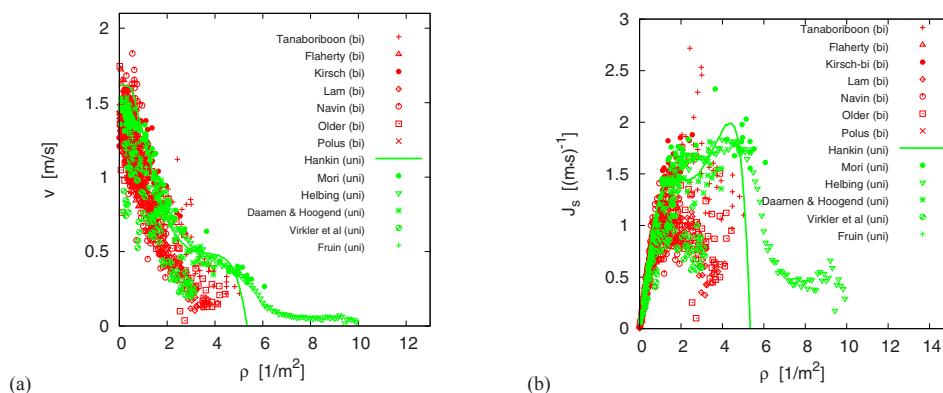 2
1.5
1
0.5
0
v [m/s]
0 2 4 6 8 10 12
ρ [1/m²]
Tanaboriboon (bi)
Flaherty (bi)
Kirsch (bi)
Lam (bi)
Navin (bi)
Older (bi)
Polus (bi)
Hankin (uni)
Mori (uni)
Helbing (uni)
Daamen & Hoogend (uni)
Virkler et al (uni)
Fruin (uni)
(a)
3
2.5
2
1.5
1
0.5
0
J_s [(m·s)⁻¹]
0 2 4 6 8 10 12 14
ρ [1/m²]
Tanaboriboon (bi)
Flaherty (bi)
Kirsch-bi (bi)
Lam (bi)
Navin (bi)
Older (bi)
Polus (bi)
Hankin (uni)
Mori (uni)
Helbing (uni)
Daamen & Hoogend (uni)
Virkler et al (uni)
Fruin (uni)
(b)